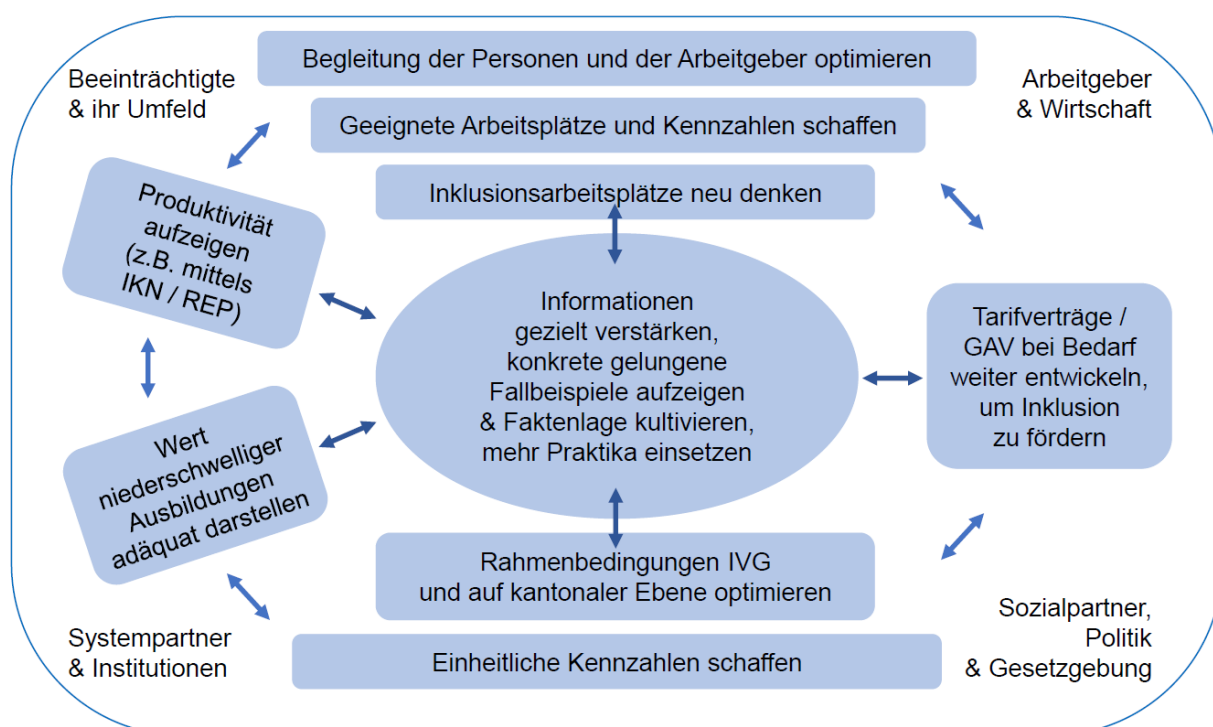 Begleitung der Personen und der Arbeitgeber optimieren
Beeinträchtigte
& ihr Umfeld
Arbeitgeber
& Wirtschaft
Geeignete Arbeitsplätze und Kennzahlen schaffen
Inklusionsarbeitsplätze neu denken
Produktivität
aufzeigen
(z.B. mittels
IKN / REP)
Informationen
gezielt verstärken,
konkrete gelungene
Fallbeispiele aufzeigen
& Faktenlage kultivieren,
mehr Praktika einsetzen
Tarifverträge /
GAV bei Bedarf
weiter entwickeln,
um Inklusion
zu fördern
Wert
niederschwelliger
Ausbildungen
adäquat darstellen
Rahmenbedingungen IVG
und auf kantonaler Ebene optimieren
Systempartner
& Institutionen
Einheitliche Kennzahlen schaffen
Sozialpartner,
Politik
& Gesetzgebung